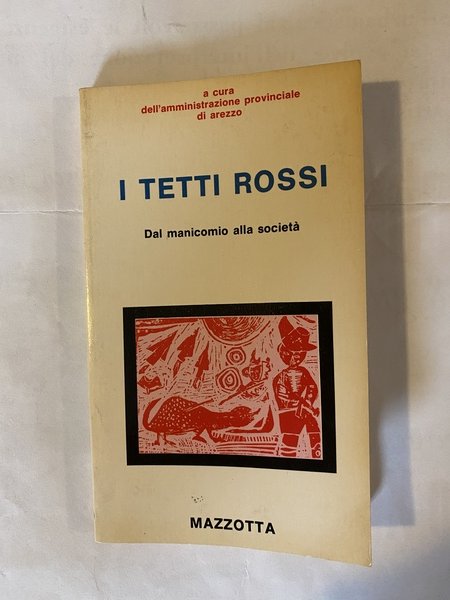 a cura
dell'amministrazione provinciale
di arezzo
I TETTI ROSSI
Dal manicomio alla società
MAZZOTTA